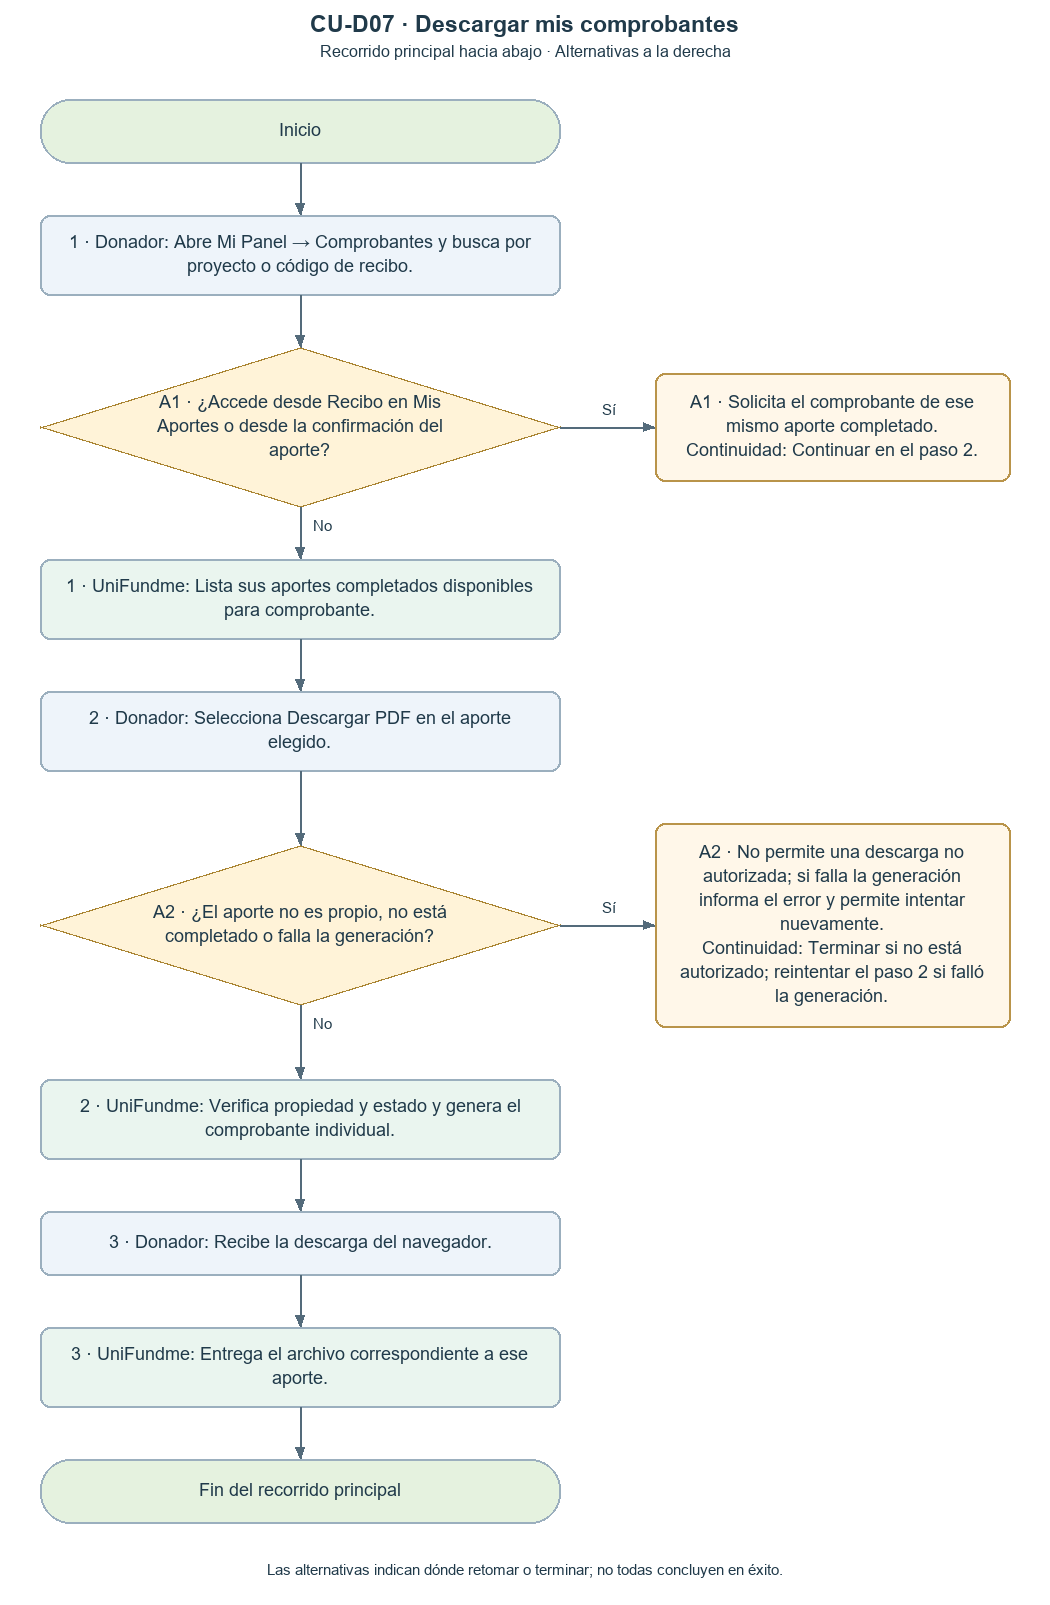 CU-D07 · Descargar mis comprobantes
Recorrido principal hacia abajo · Alternativas a la derecha
Inicio
1 · Donador: Abre Mi Panel → Comprobantes y busca por
proyecto o código de recibo.
A1 · ¿Accede desde Recibo en Mis
Aportes o desde la confirmación del
aporte?
Sí
A1 · Solicita el comprobante de ese
mismo aporte completado.
Continuidad: Continuar en el paso 2.
No
1 · UniFundme: Lista sus aportes completados disponibles
para comprobante.
2 · Donador: Selecciona Descargar PDF en el aporte
elegido.
A2 · ¿El aporte no es propio, no está
completado o falla la generación?
Sí
A2 · No permite una descarga no
autorizada; si falla la generación
informa el error y permite intentar
nuevamente.
Continuidad: Terminar si no está
autorizado; reintentar el paso 2 si falló
la generación.
No
2 · UniFundme: Verifica propiedad y estado y genera el
comprobante individual.
3 · Donador: Recibe la descarga del navegador.
3 · UniFundme: Entrega el archivo correspondiente a ese
aporte.
Fin del recorrido principal
Las alternativas indican dónde retomar o terminar; no todas concluyen en éxito.